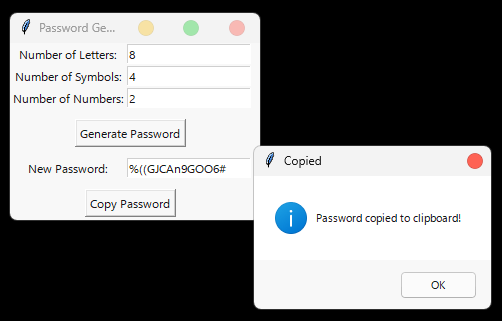 Password Ge...
Number of Letters: 8
Number of Symbols: 4
Number of Numbers: 2
Generate Password
New Password: %((GJCAn9GOO6#
Copy Password
Copied
Password copied to clipboard!
OK